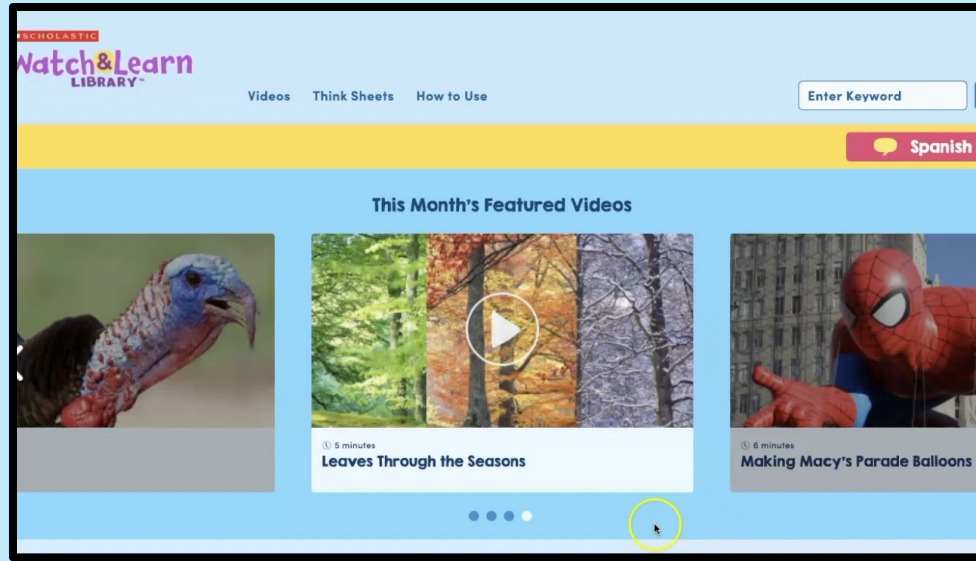 SCHOLASTIC
Watch&Learn
LIBRARY™
Videos Think Sheets How to Use
Enter Keyword
Spanish
This Month's Featured Videos
5 minutes
Leaves Through the Seasons
6 minutes
Making Macy's Parade Balloons